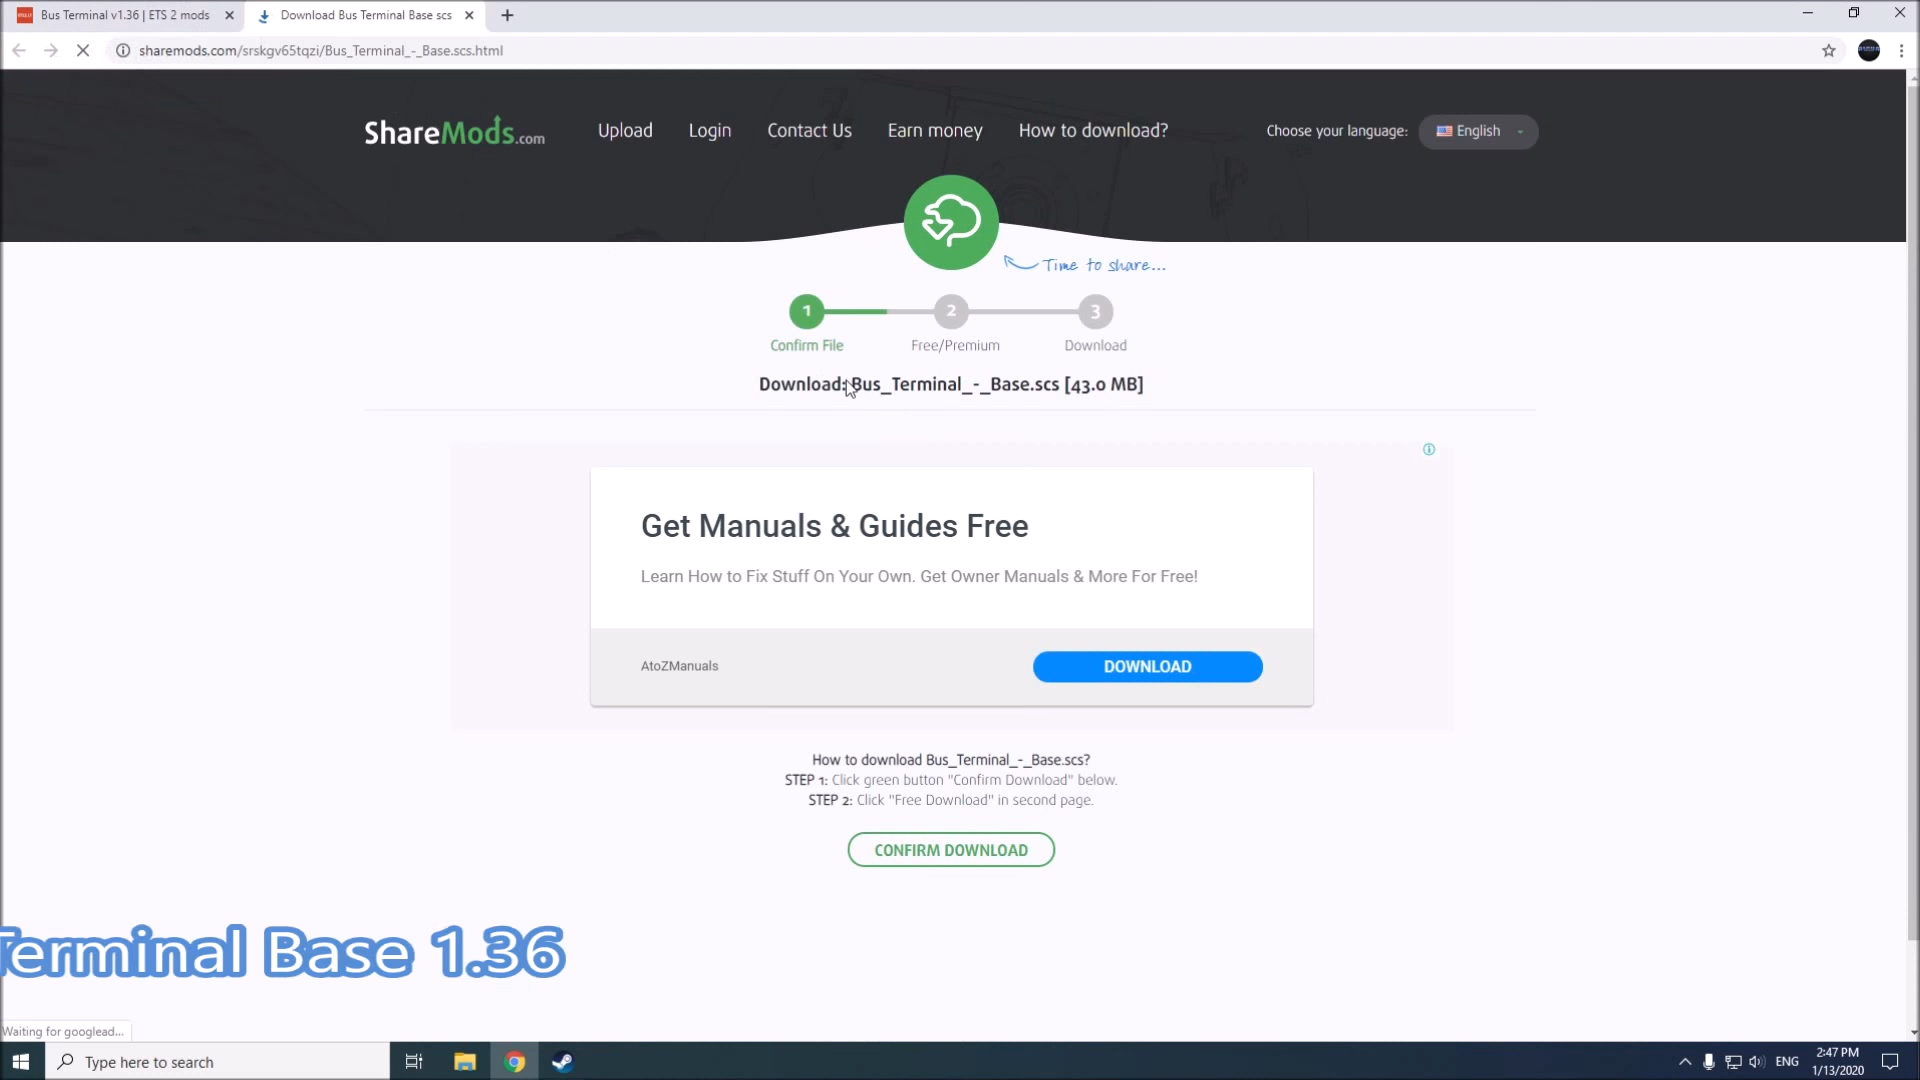 Bus Terminal v1.36 | ETS 2 mods
Download Bus Terminal Base scs
sharemods.com/srskgv65tqzi/Bus_Terminal_-_Base.scs.html
ShareMods.com
Upload
Login
Contact Us
Earn money
How to download?
Choose your language:
English
Time to share...
1
2
3
Confirm File
Free/Premium
Download
Download: Bus_Terminal_-_Base.scs [43.0 MB]
Get Manuals & Guides Free
Learn How to Fix Stuff On Your Own. Get Owner Manuals & More For Free!
AtoZManuals
DOWNLOAD
How to download Bus_Terminal_-_Base.scs?
STEP 1: Click green button "Confirm Download" below.
STEP 2: Click "Free Download" in second page.
CONFIRM DOWNLOAD
Terminal Base 1.36
Waiting for googlead...
Type here to search
ENG
2:47 PM
1/13/2020